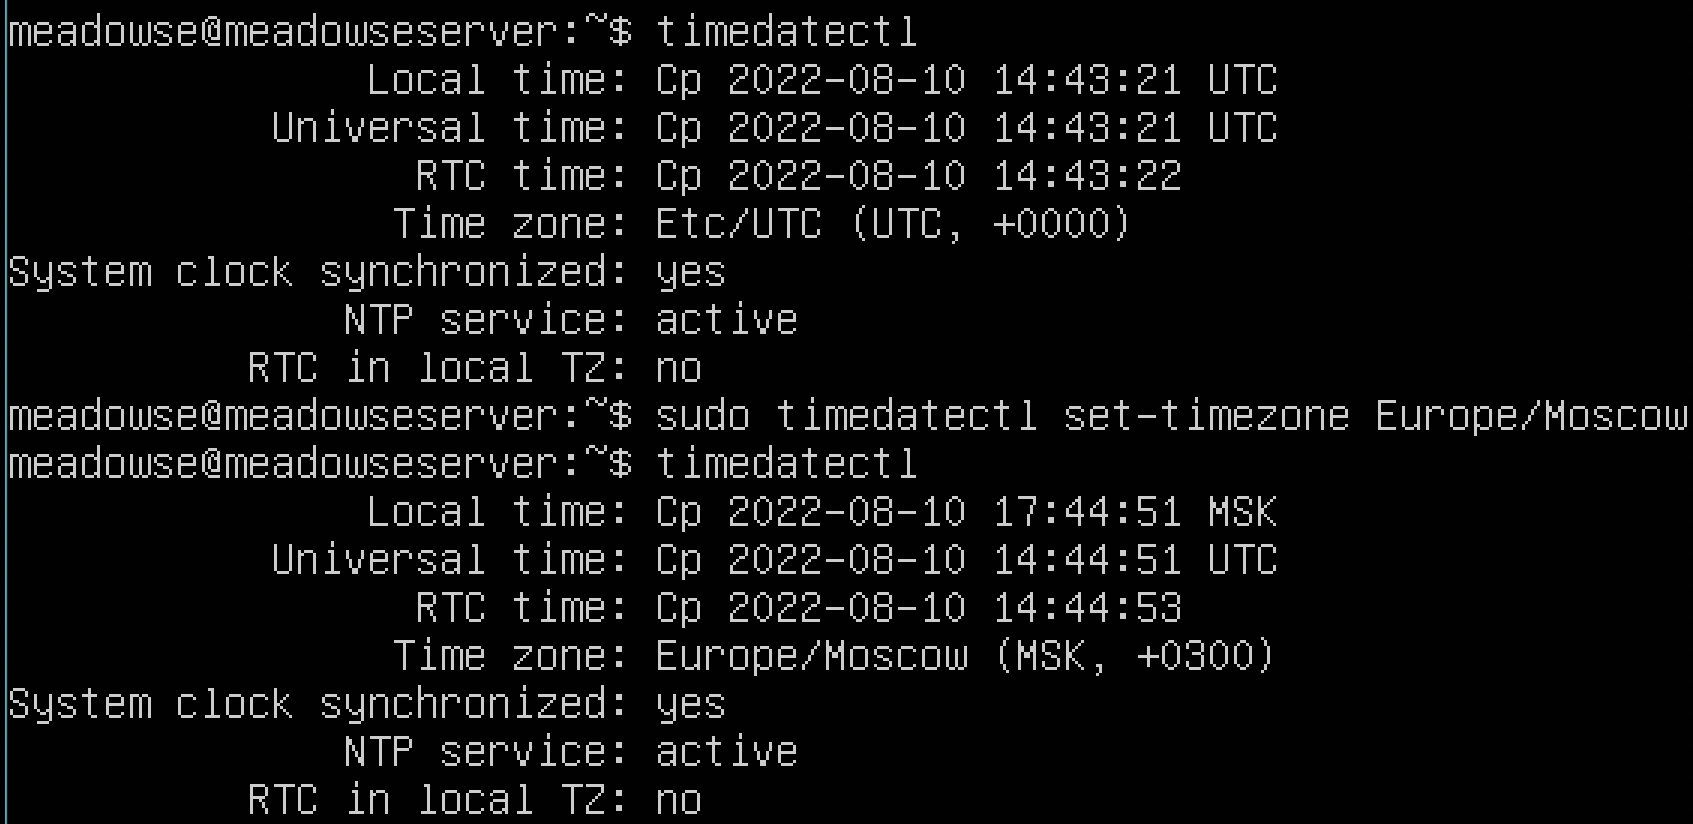 meadowse@meadowseserver:~$ timedatectl
Local time: Ср 2022-08-10 14:43:21 UTC
Universal time: Ср 2022-08-10 14:43:21 UTC
RTC time: Ср 2022-08-10 14:43:22
Time zone: Etc/UTC (UTC, +0000)
System clock synchronized: yes
NTP service: active
RTC in local TZ: no
meadowse@meadowseserver:~$ sudo timedatectl set-timezone Europe/Moscow
meadowse@meadowseserver:~$ timedatectl
Local time: Ср 2022-08-10 17:44:51 MSK
Universal time: Ср 2022-08-10 14:44:51 UTC
RTC time: Ср 2022-08-10 14:44:53
Time zone: Europe/Moscow (MSK, +0300)
System clock synchronized: yes
NTP service: active
RTC in local TZ: no